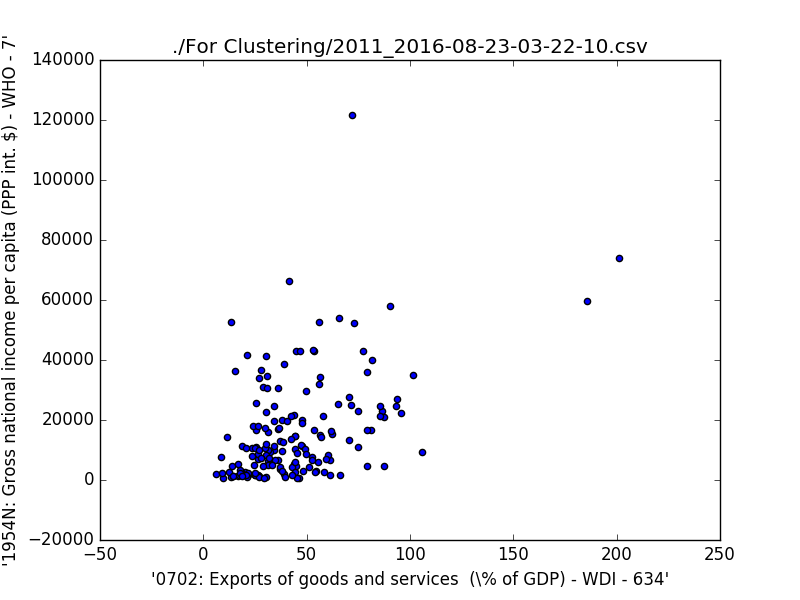 ./For Clustering/2011_2016-08-23-03-22-10.csv
'1954N: Gross national income per capita (PPP int. $) - WHO - 7'
140000
120000
100000
80000
60000
40000
20000
0
−20000
−50 0 50 100 150 200 250
'0702: Exports of goods and services (\% of GDP) - WDI - 634'